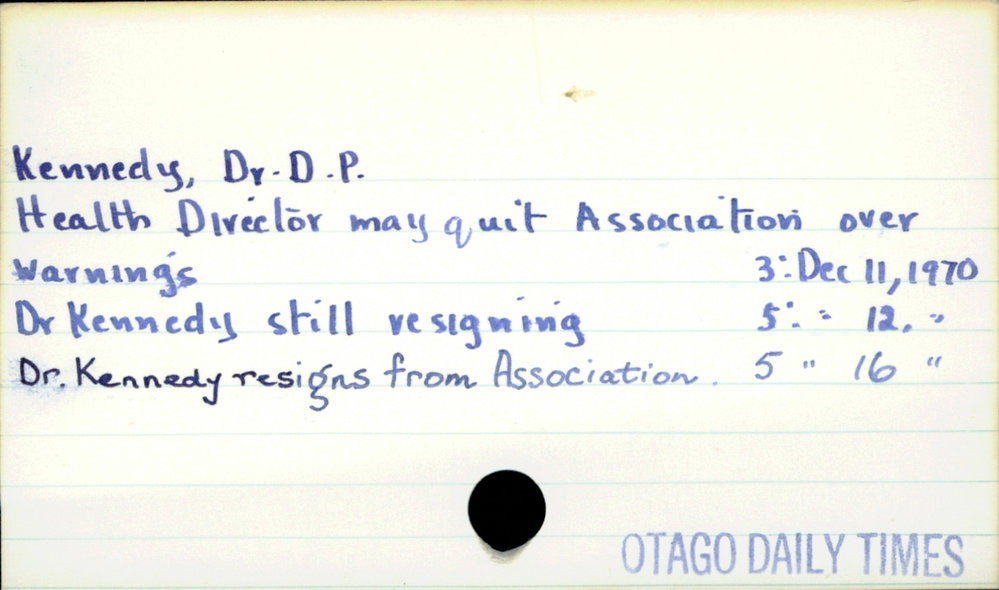 Kennedy, Dr. D.P.
Health Director may quit Association over
Warnings 3: Dec 11, 1970
Dr Kennedy still resigning 5: " 12. "
Dr. Kennedy resigns from Association. 5 " 16 "
OTAGO DAILY TIMES